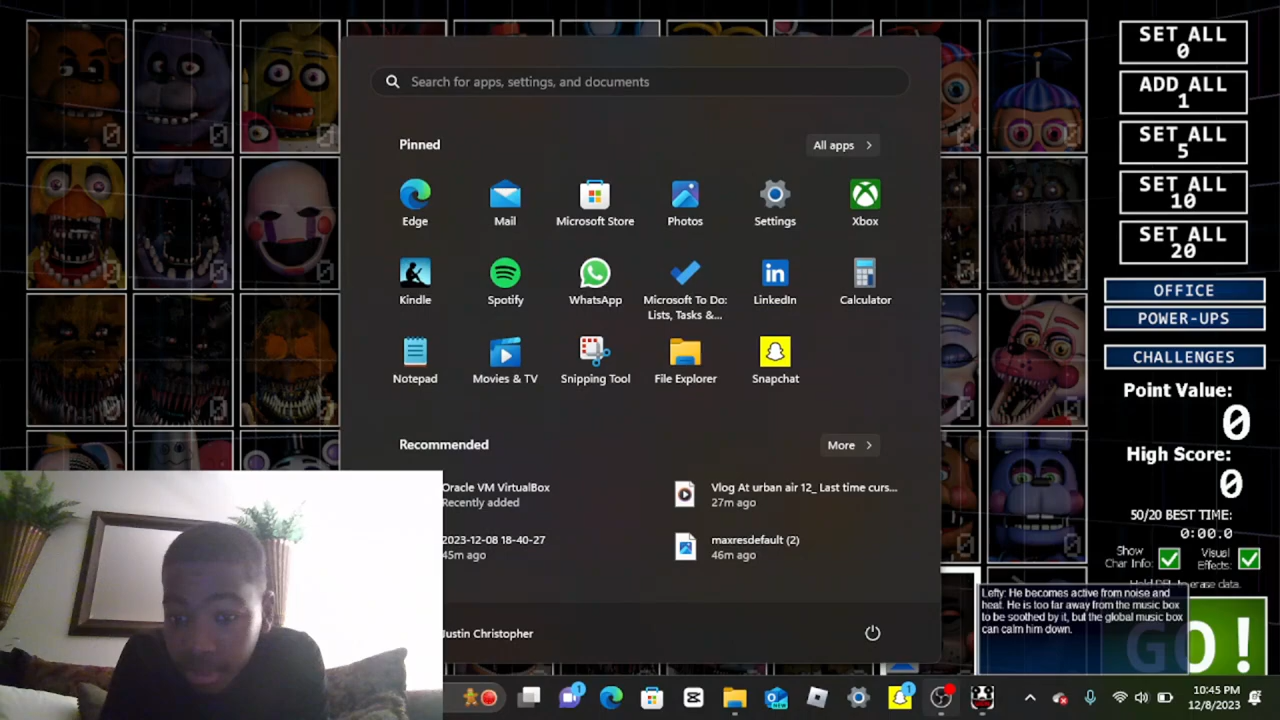 SET ALL
0
ADD ALL
1
SET ALL
5
SET ALL
10
SET ALL
20
OFFICE
POWER-UPS
CHALLENGES
Point Value:
0
High Score:
0
50/20 BEST TIME:
0:00.0
Show
Char Info:
Visual
Effects:
Search for apps, settings, and documents
Pinned
All apps
Edge
Mail
Microsoft Store
Photos
Settings
Xbox
Kindle
Spotify
WhatsApp
Microsoft To Do:
Lists, Tasks &...
LinkedIn
Calculator
Notepad
Movies & TV
Snipping Tool
File Explorer
Snapchat
Recommended
More
Oracle VM VirtualBox
Recently added
Vlog At urban air 12_ Last time curs...
27m ago
2023-12-08 18-40-27
45m ago
maxresdefault (2)
46m ago
ustin Christopher
Lefty: He becomes active from noise and
heat. He is too far away from the music box
to be soothed by it, but the global music box
can calm him down.
GO!
10:45 PM
12/8/2023